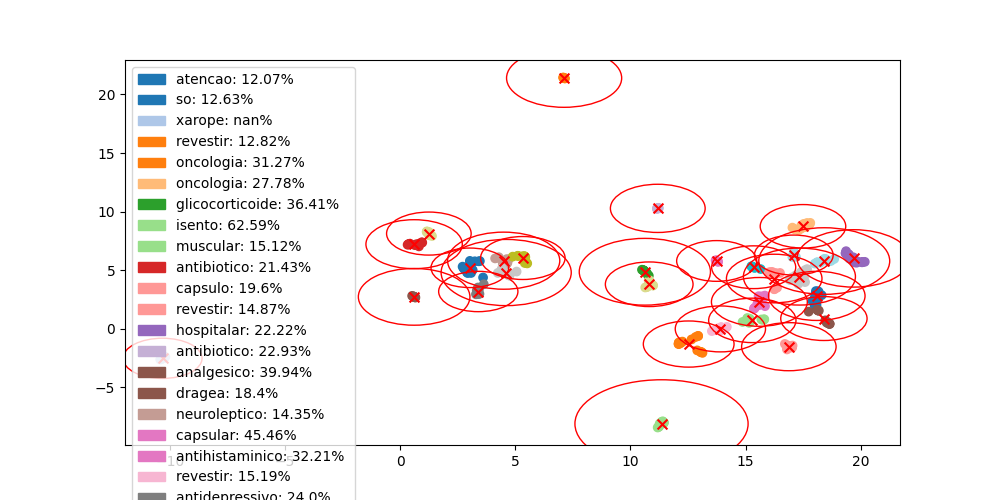 atencao: 12.07%
so: 12.63%
xarope: nan%
revestir: 12.82%
oncologia: 31.27%
oncologia: 27.78%
glicocorticoide: 36.41%
isento: 62.59%
muscular: 15.12%
antibiotico: 21.43%
capsulo: 19.6%
revestir: 14.87%
hospitalar: 22.22%
antibiotico: 22.93%
analgesico: 39.94%
dragea: 18.4%
neuroleptico: 14.35%
capsular: 45.46%
antihistaminico: 32.21%
revestir: 15.19%
antidepressivo: 24.0%
20
15
10
5
0
−5
−10 −5 0 5 10 15 20